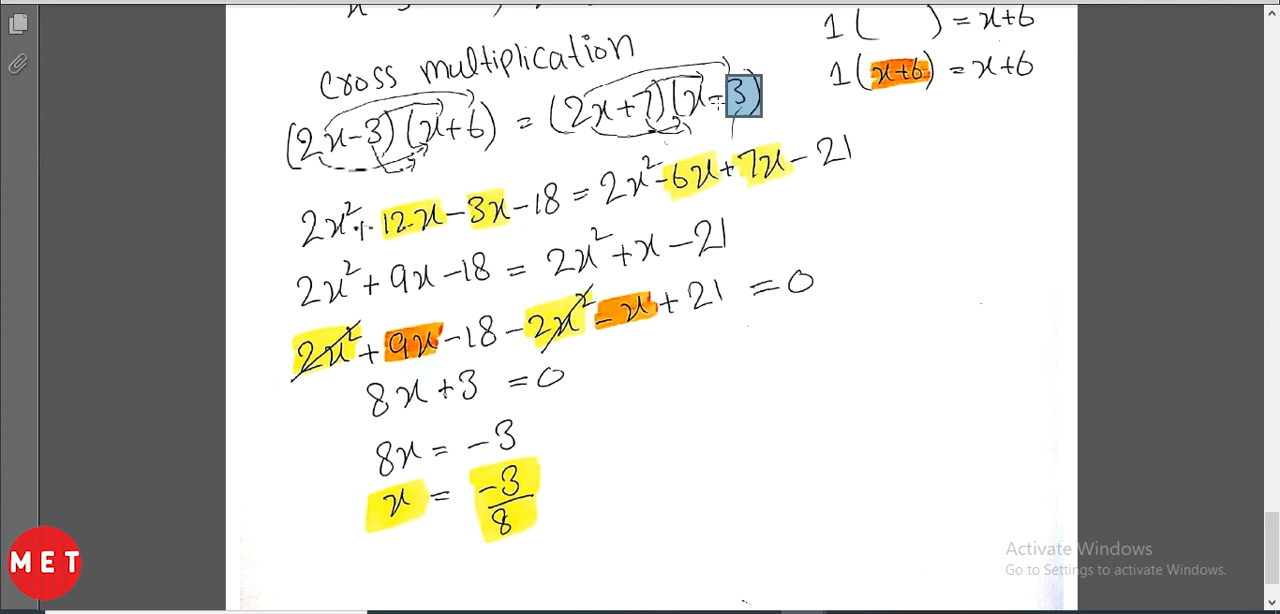 1 ( ) = x+6
Cross multiplication
1 (x+6) = x+6
(2x-3)(x+6) = (2x+7)(x-3)
2x²+12x-3x-18 = 2x²-6x+7x-21
2x²+9x-18 = 2x²+x-21
2x²+9x-18-2x²-x+21 = 0
8x+3 = 0
8x = -3
x = -3/8
MET
Activate Windows
Go to Settings to activate Windows.